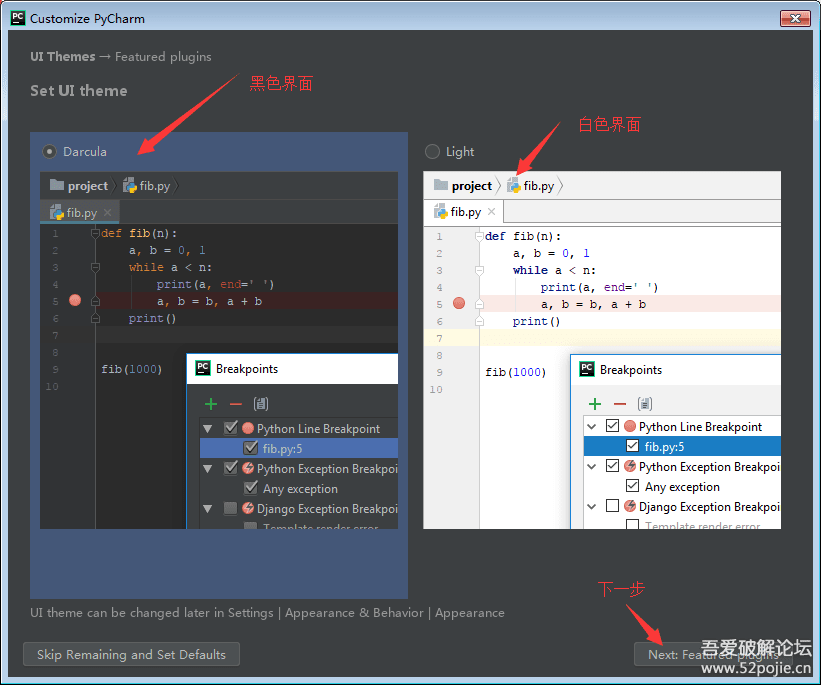 PC Customize PyCharm
UI Themes → Featured plugins
Set UI theme
黑色界面
白色界面
Darcula
project
fib.py
fib.py
1 def fib(n):
2 a, b = 0, 1
3 while a < n:
4 print(a, end=' ')
5 a, b = b, a + b
6 print()
7
8
9 fib(1000)
10
PC Breakpoints
Python Line Breakpoint
fib.py:5
Python Exception Breakpoi
Any exception
Django Exception Breakpoi
Template render error
Light
project
fib.py
fib.py
1 def fib(n):
2 a, b = 0, 1
3 while a < n:
4 print(a, end=' ')
5 a, b = b, a + b
6 print()
7
8
9 fib(1000)
10
PC Breakpoints
Python Line Breakpoint
fib.py:5
Python Exception Breakpoi
Any exception
Django Exception Breakpoi
Template render error
下一步
UI theme can be changed later in Settings | Appearance & Behavior | Appearance
Skip Remaining and Set Defaults
Next: Featured plugins
吾爱破解论坛
www.52pojie.cn